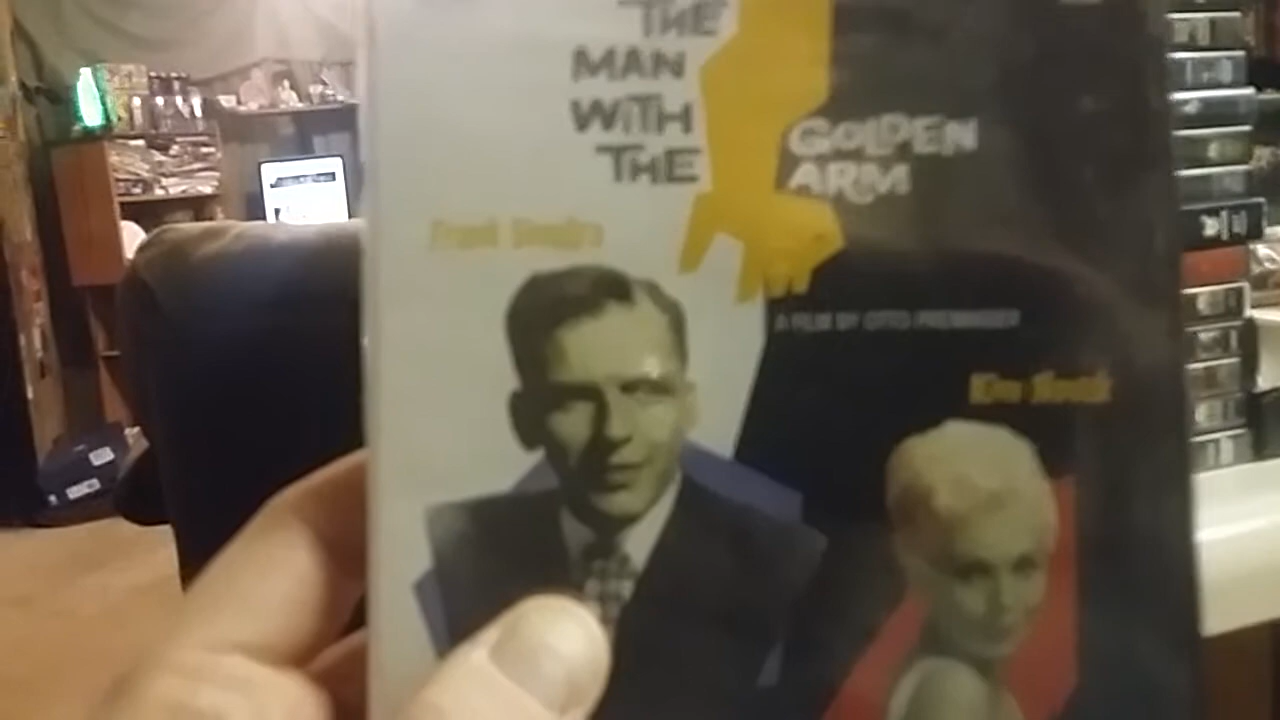 THE
MAN
WITH
THE
GOLDEN
ARM
Frank Sinatra
A FILM BY OTTO PREMINGER
Kim Novak